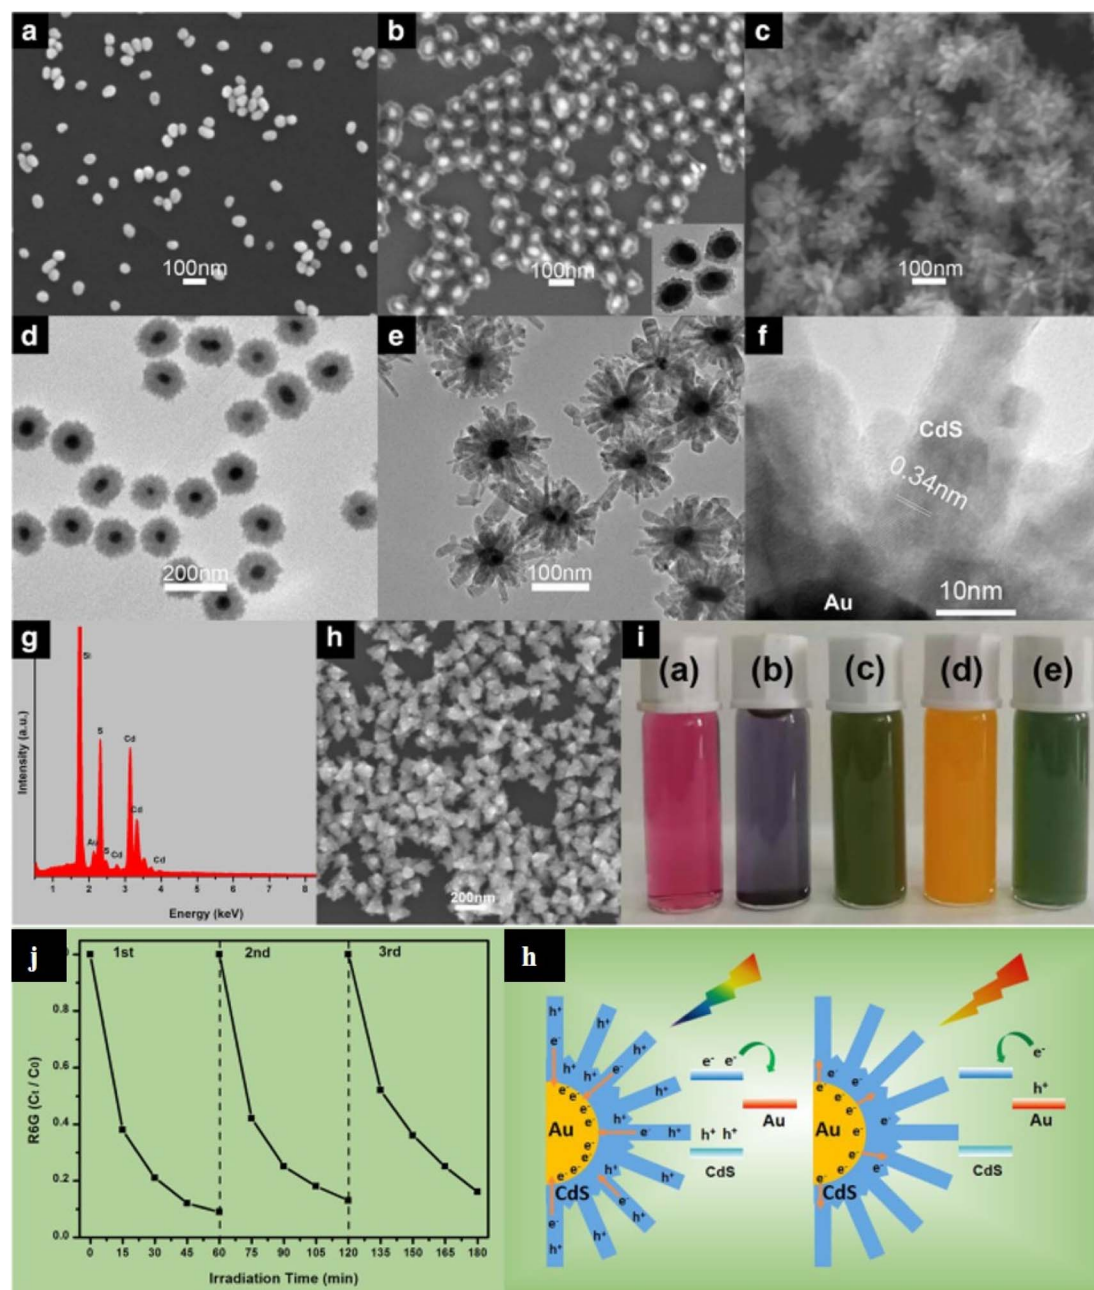 a
100nm
b
100nm
c
100nm
d
200nm
e
100nm
f
CdS
0.34nm
Au
10nm
g
Intensity (a.u.)
Si
S
Cd
Cd
Au
S
Cd
Cd
1 2 3 4 5 6 7 8
Energy (keV)
h
200nm
i
(a) (b) (c) (d) (e)
j
1st 2nd 3rd
R6G (Ct / C0)
0.8
0.6
0.4
0.2
0.0
0 15 30 45 60 75 90 105 120 135 150 165 180
Irradiation Time (min)
h
h+ h+ h+ h+ h+ h+ h+ h+ h+ h+ h+ h+
e- e- e- e- e-
Au
e- e- e- e- e- e- e- e-
CdS
e- e-
Au
h+ h+
CdS
Au
e- e- e- e- e- e- e-
CdS
e-
h+
Au
CdS